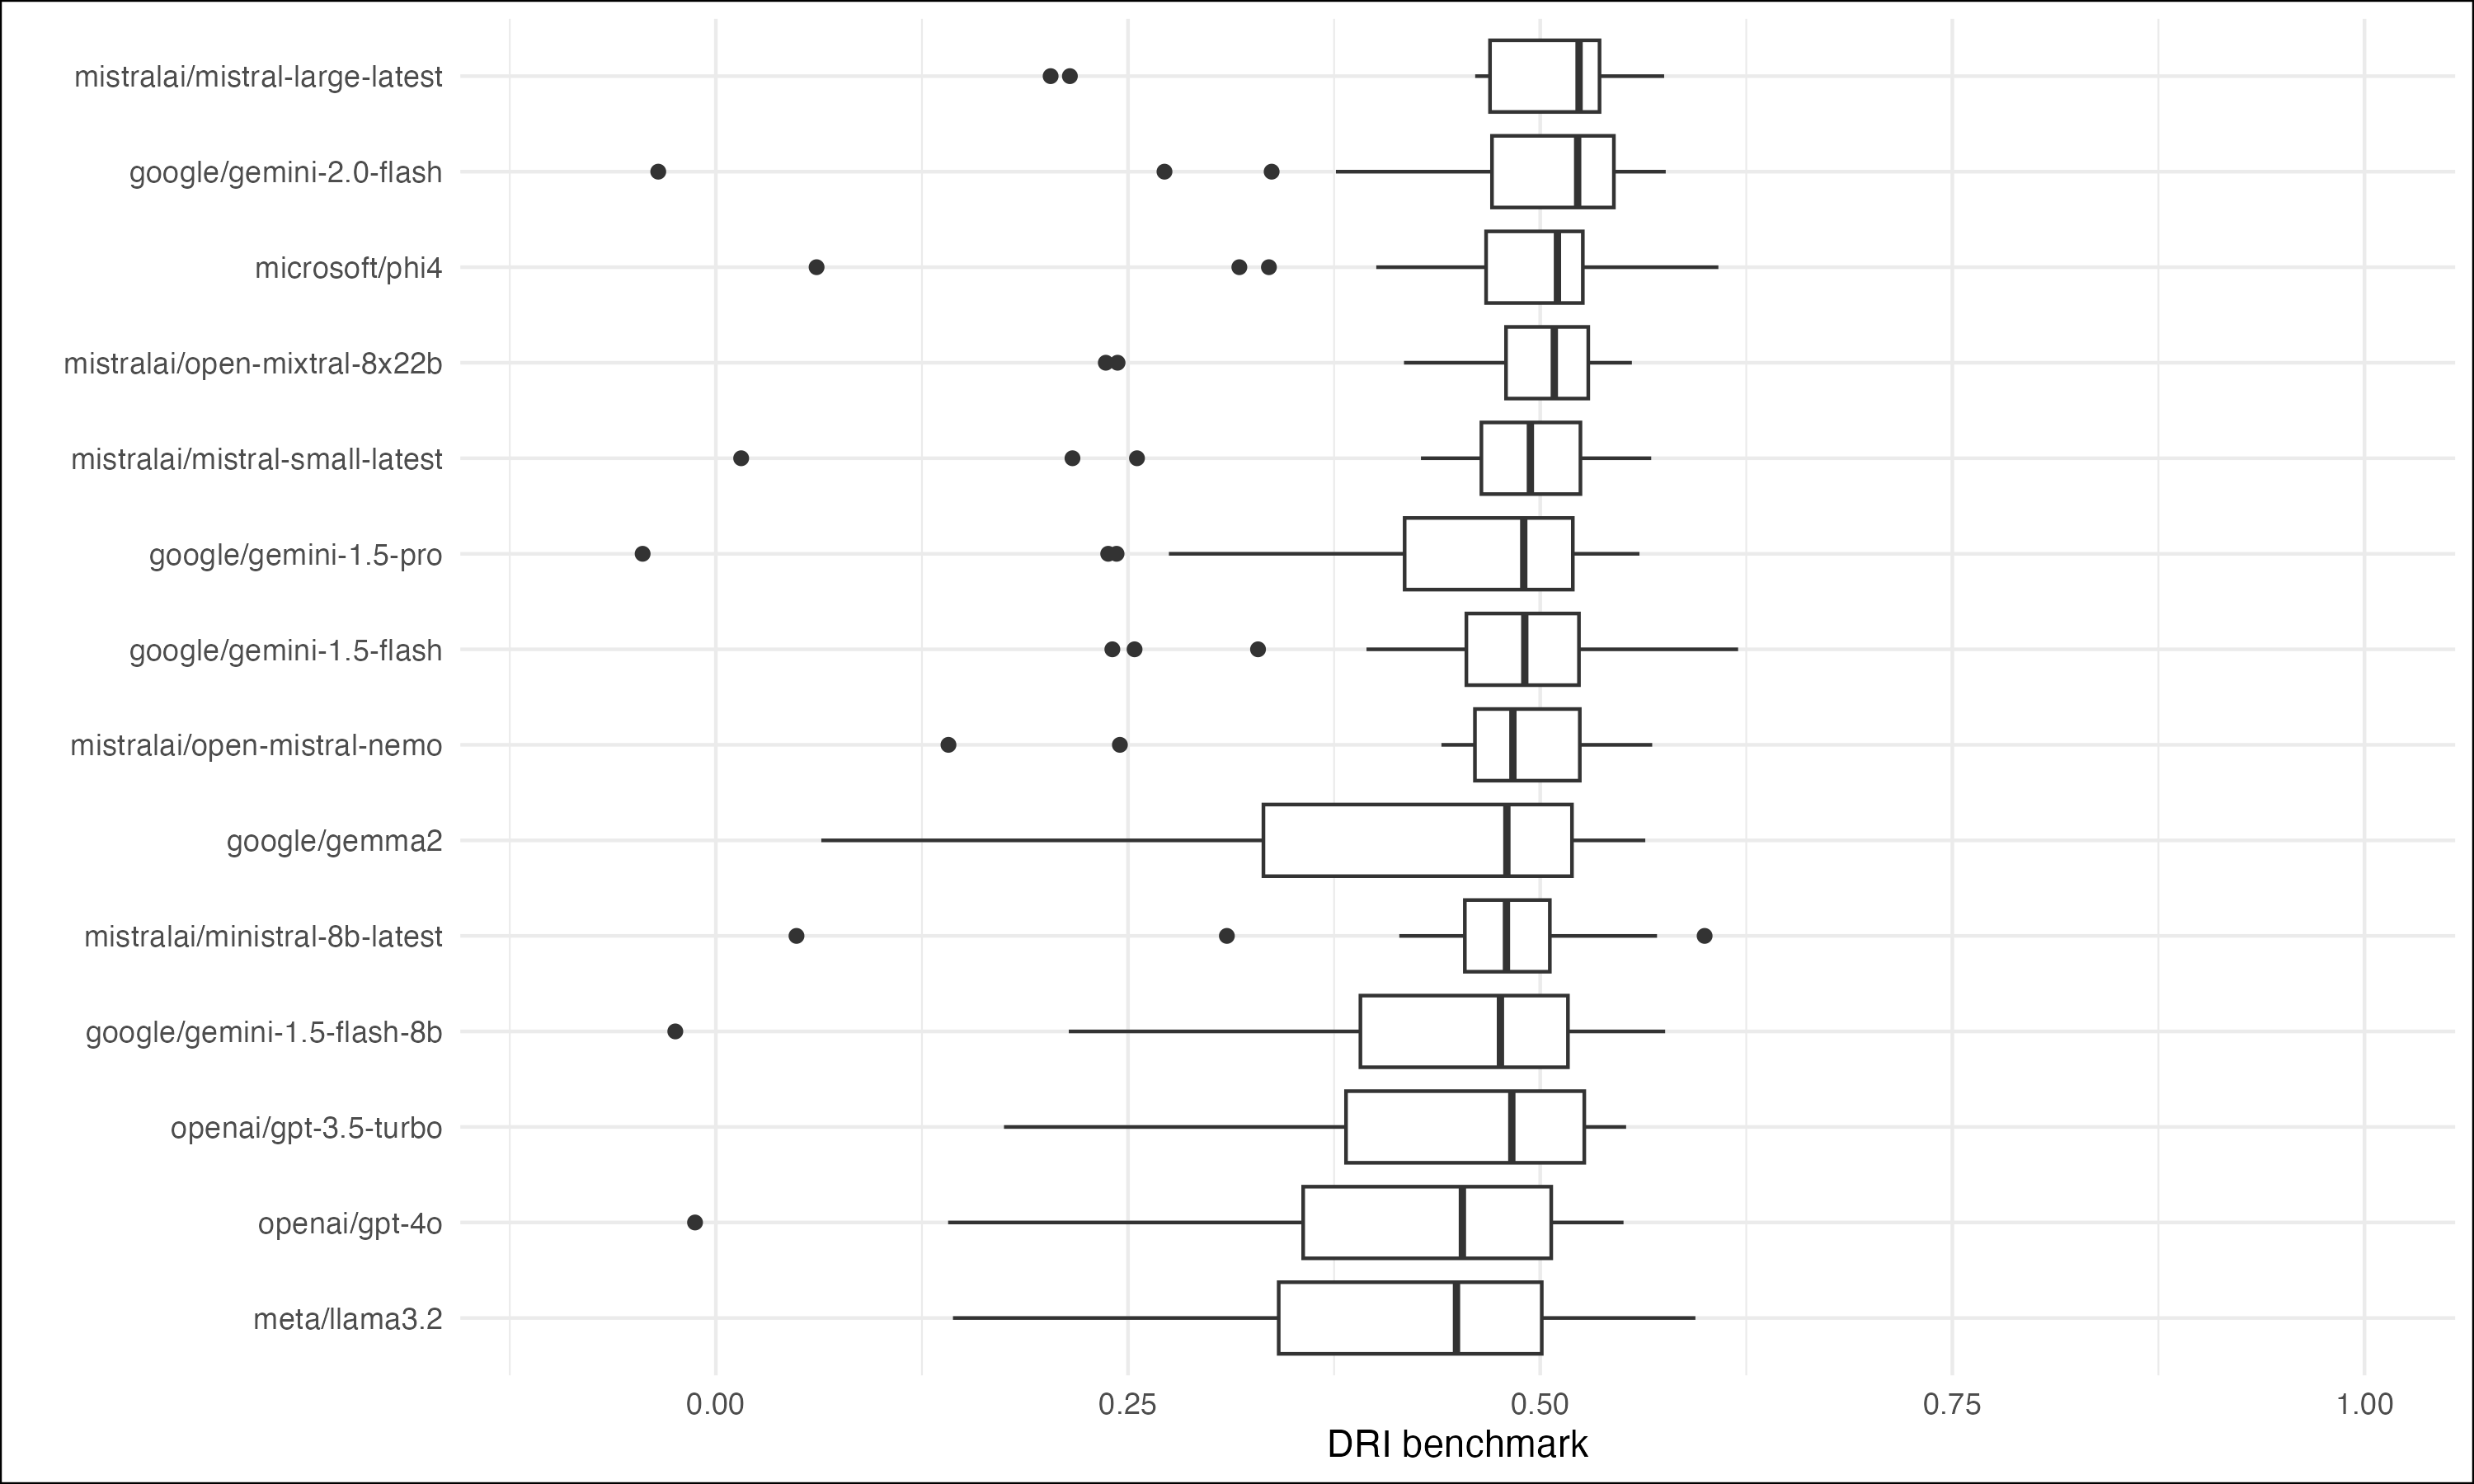 mistralai/mistral-large-latest
google/gemini-2.0-flash
microsoft/phi4
mistralai/open-mixtral-8x22b
mistralai/mistral-small-latest
google/gemini-1.5-pro
google/gemini-1.5-flash
mistralai/open-mistral-nemo
google/gemma2
mistralai/ministral-8b-latest
google/gemini-1.5-flash-8b
openai/gpt-3.5-turbo
openai/gpt-4o
meta/llama3.2
0.00 0.25 0.50 0.75 1.00
DRI benchmark